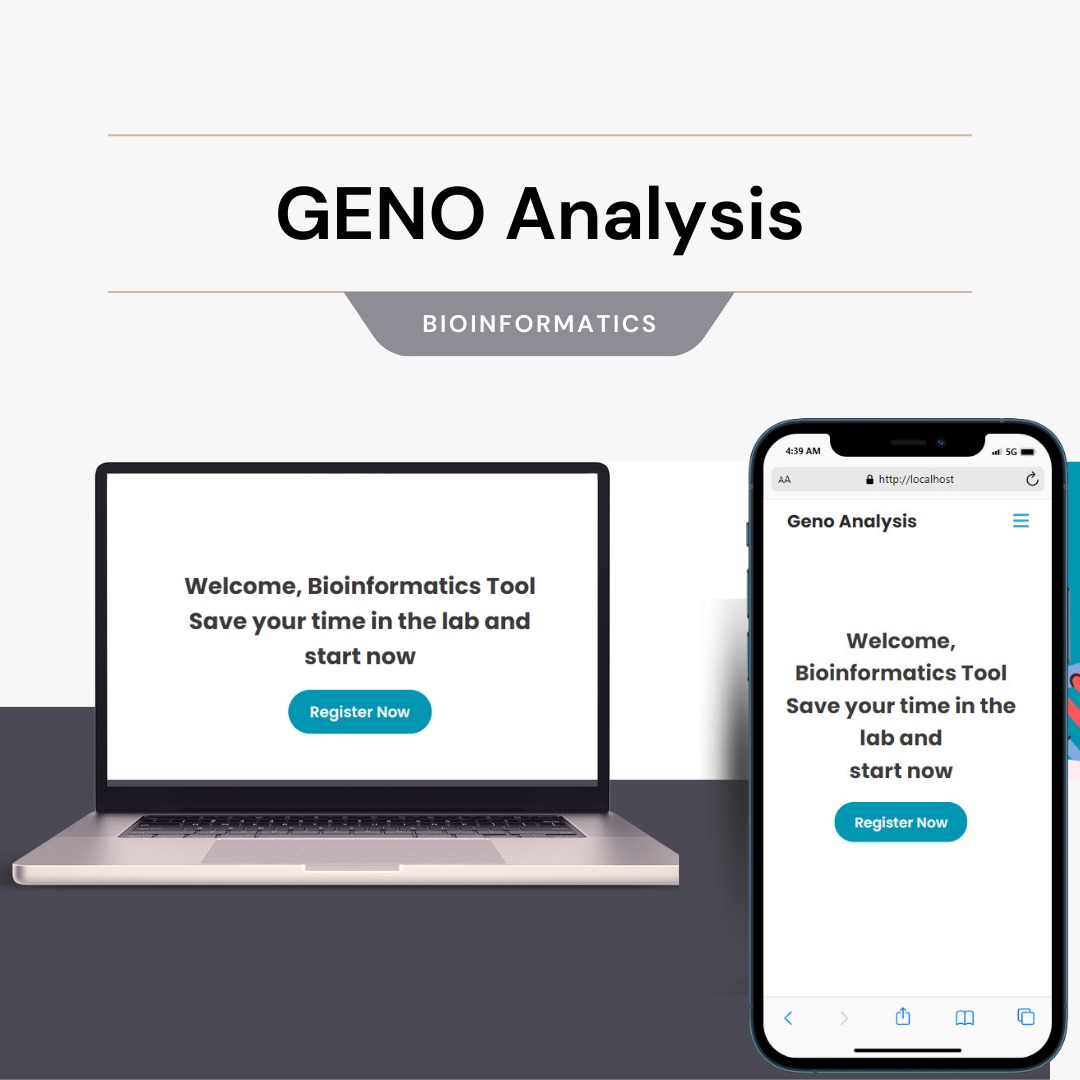 GENO Analysis
BIOINFORMATICS
Welcome, Bioinformatics Tool
Save your time in the lab and
start now
Register Now
4:39 AM
5G
AA
http://localhost
Geno Analysis
Welcome,
Bioinformatics Tool
Save your time in the
lab and
start now
Register Now